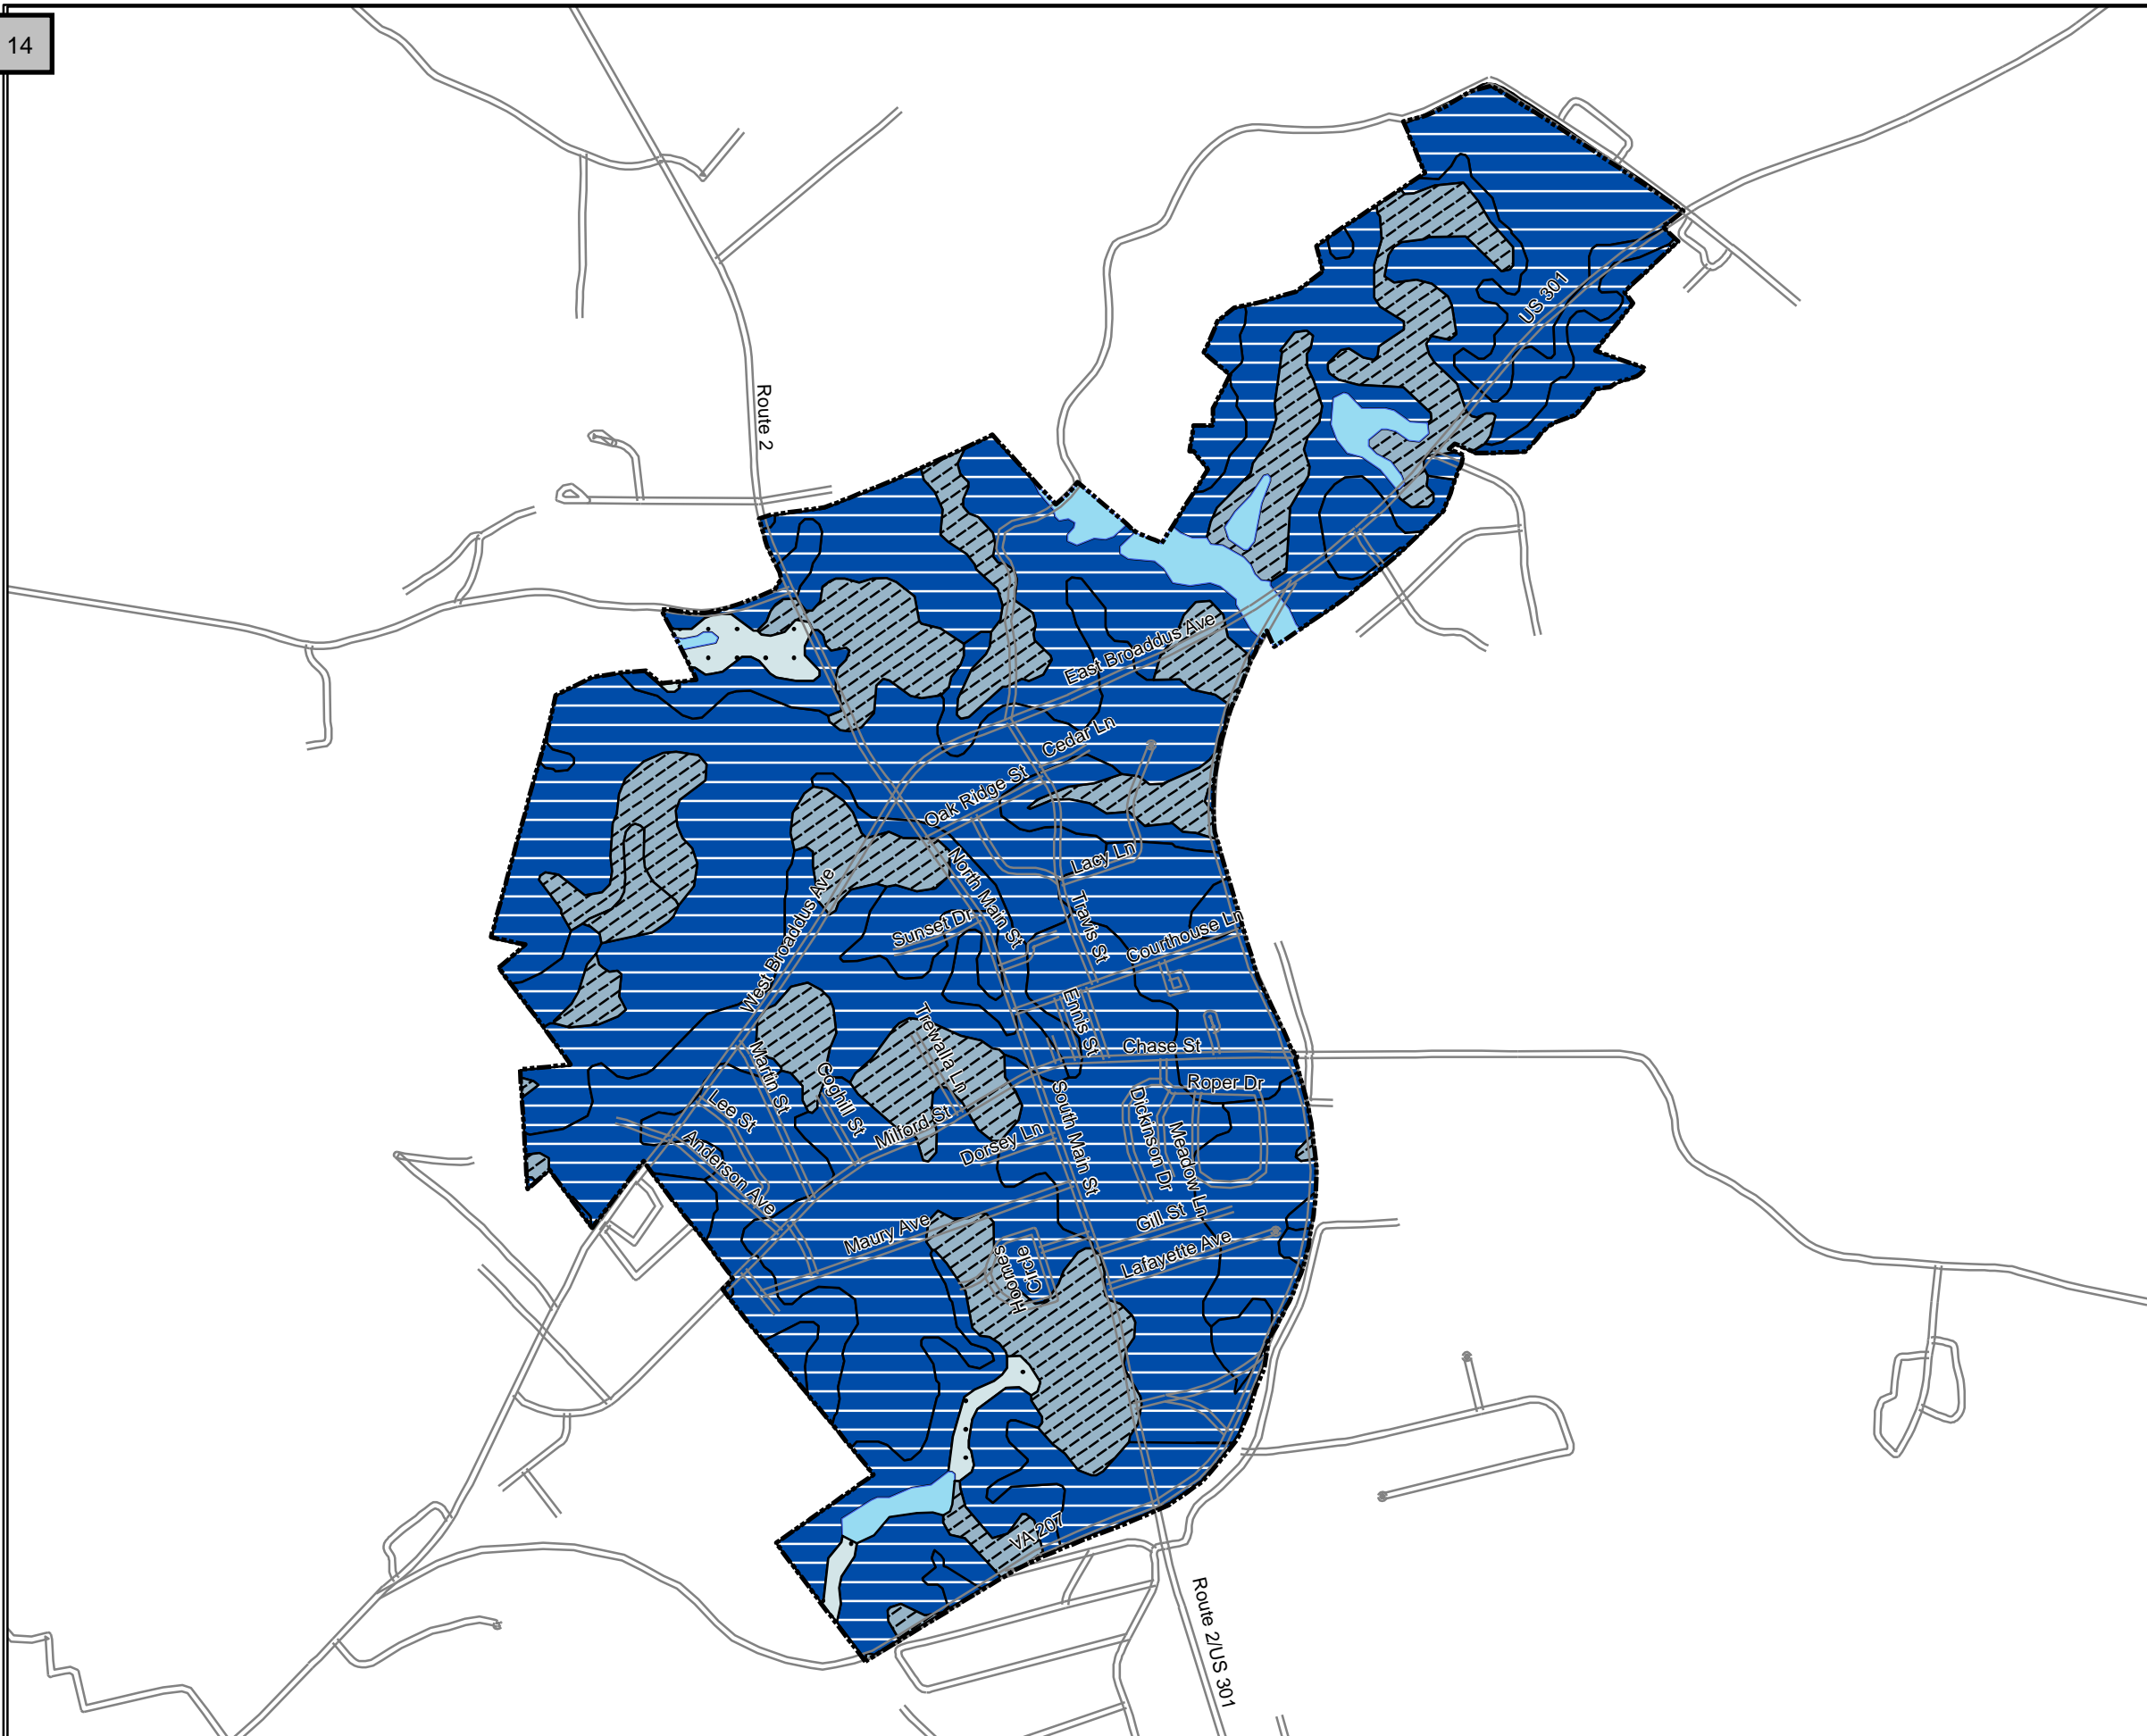 14
US 301
Route 2
East Broaddus Ave
Cedar Ln
Oak Ridge St
Lacy Ln
North Main St
West Broaddus Ave
Travis St
Sunset Dr
Courthouse Ln
Ennis St
Trewalla Ln
Chase St
Martin St
Coghill St
Roper Dr
Lee St
South Main St
Dickinson Dr
Milford St
Meadow Ln
Anderson Ave
Dorsey Ln
Gill St
Maury Ave
Lafayette Ave
Hoomes
Circle
VA 207
Route 2/US 301